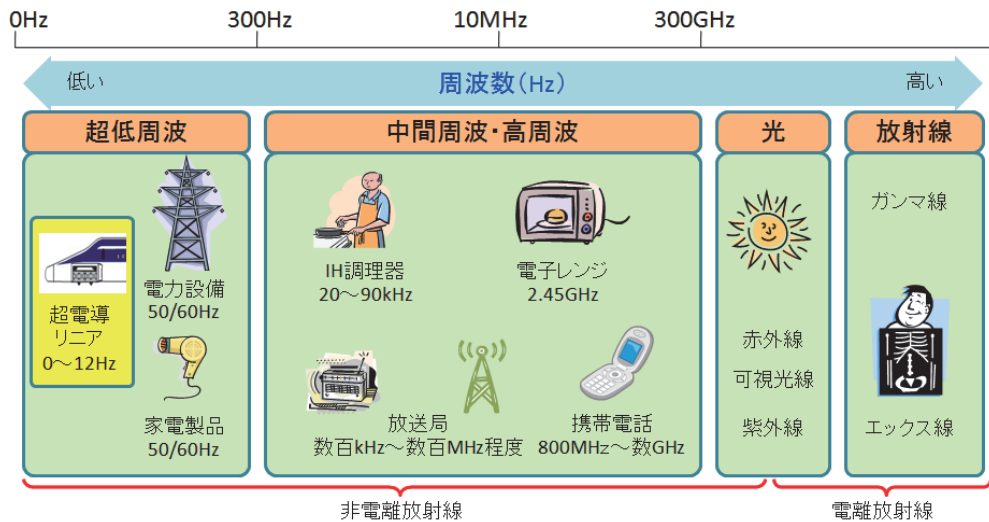 0Hz
300Hz
10MHz
300GHz
低い
周波数(Hz)
高い
超低周波
中間周波・高周波
光
放射線
超電導
リニア
0～12Hz
電力設備
50/60Hz
家電製品
50/60Hz
IH調理器
20～90kHz
電子レンジ
2.45GHz
放送局
数百kHz～数百MHz程度
携帯電話
800MHz～数GHz
赤外線
可視光線
紫外線
ガンマ線
エックス線
非電離放射線
電離放射線